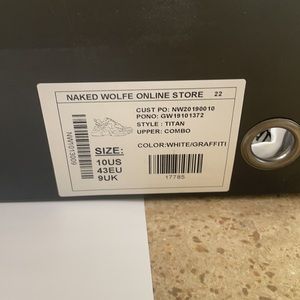 NAKED WOLFE ONLINE STORE 22
CUST PO: NW20190010
PONO: GW19101372
STYLE : TITAN
UPPER: COMBO
SIZE:
10US
43EU
9UK
COLOR:WHITE/GRAFFITI
17785